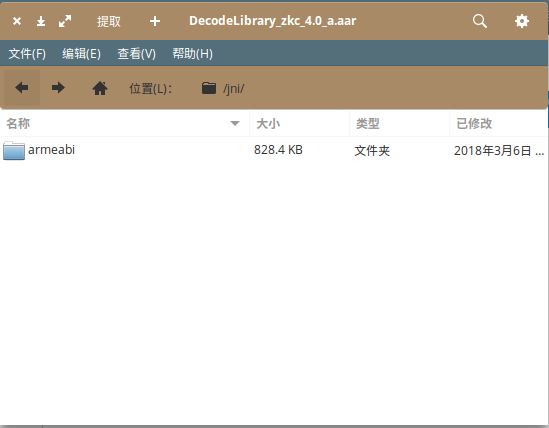 提取 DecodeLibrary_zkc_4.0_a.aar
文件(F) 编辑(E) 查看(V) 帮助(H)
位置(L)： /jni/
名称 大小 类型 已修改
armeabi 828.4 KB 文件夹 2018年3月6日 ...